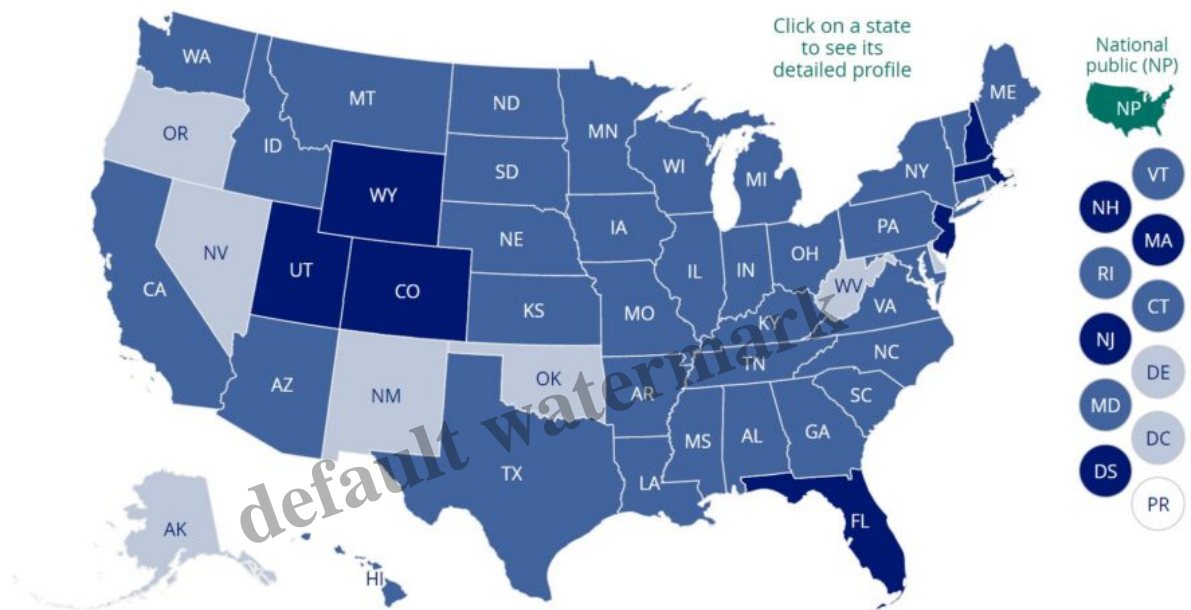 Click on a state
to see its
detailed profile
National
public (NP)
NP
WA
MT
ND
MN
ME
OR
ID
SD
WI
MI
NY
VT
WY
NH
MA
NE
IA
PA
NV
UT
CO
IL
IN
OH
WV
RI
CA
KS
MO
KY
VA
CT
NJ
AZ
NM
OK
AR
TN
NC
DE
SC
MD
MS
AL
GA
DC
TX
LA
DS
FL
PR
AK
HI
default watermark